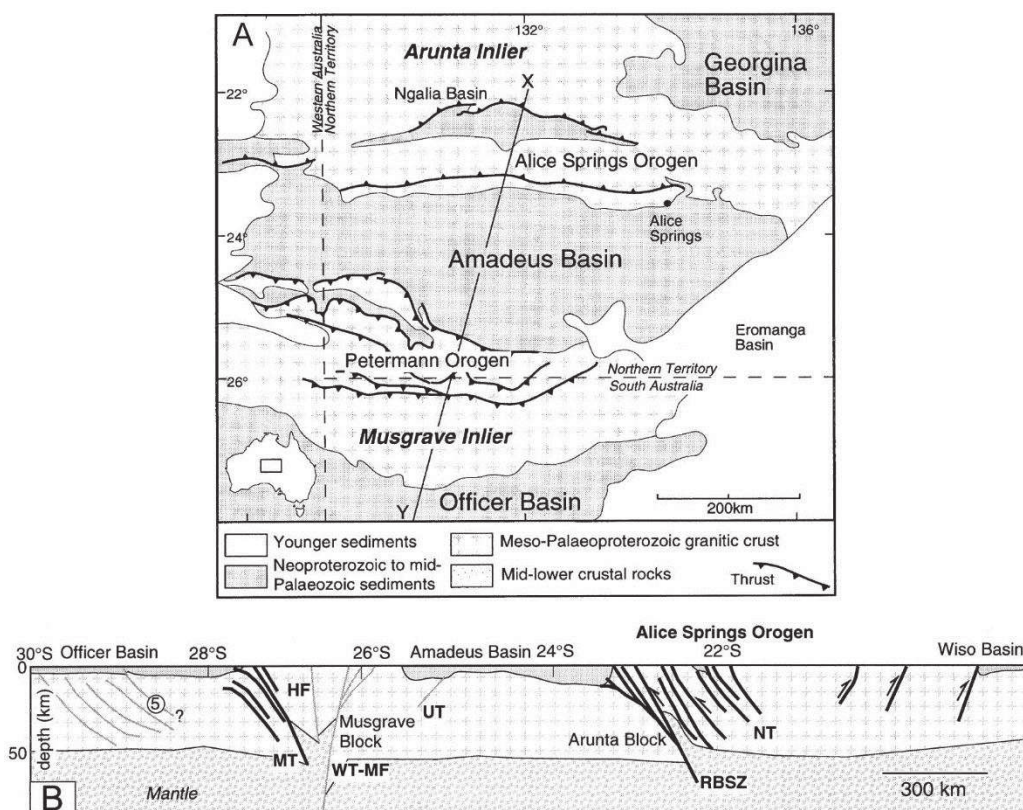 A
132°
136°
Arunta Inlier
Georgina
Basin
Western Australia
Northern Territory
X
22°
Ngalia Basin
Alice Springs Orogen
Alice
Springs
24°
Amadeus Basin
Eromanga
Basin
Petermann Orogen
Northern Territory
South Australia
26°
Musgrave Inlier
Officer Basin
Y
200km
Younger sediments
Meso-Palaeoproterozoic granitic crust
Neoproterozoic to mid-
Palaeozoic sediments
Mid-lower crustal rocks
Thrust
Alice Springs Orogen
30°S
Officer Basin
28°S
26°S
Amadeus Basin
24°S
22°S
Wiso Basin
0
depth (km)
50
5
?
HF
MT
Musgrave
Block
WT-MF
UT
Arunta Block
NT
RBSZ
300 km
Mantle
B